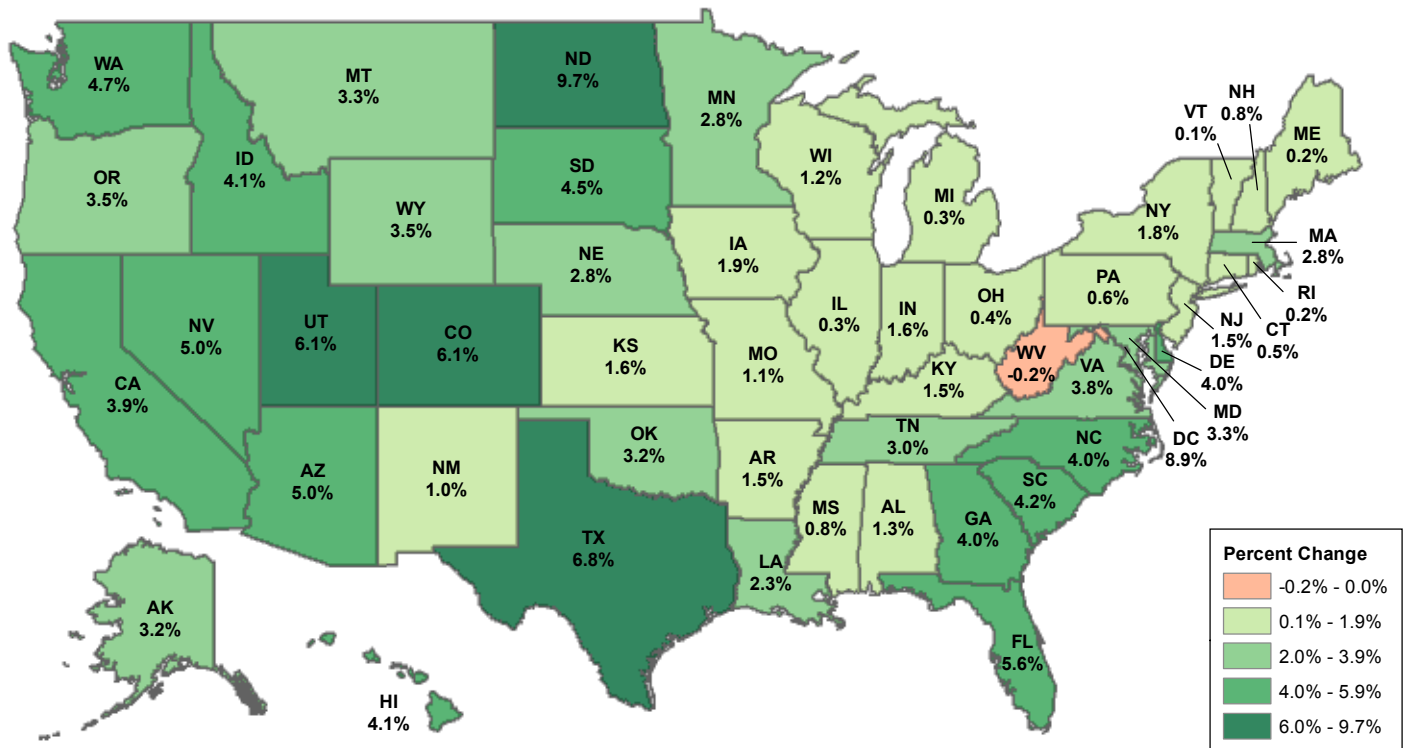 WA
4.7%
MT
3.3%
ND
9.7%
MN
2.8%
OR
3.5%
ID
4.1%
WY
3.5%
SD
4.5%
WI
1.2%
MI
0.3%
VT
0.1%
NH
0.8%
ME
0.2%
NY
1.8%
MA
2.8%
RI
0.2%
CT
0.5%
NJ
1.5%
PA
0.6%
NE
2.8%
IA
1.9%
IL
0.3%
IN
1.6%
OH
0.4%
WV
-0.2%
VA
3.8%
DE
4.0%
MD
3.3%
DC
8.9%
CA
3.9%
NV
5.0%
UT
6.1%
CO
6.1%
KS
1.6%
MO
1.1%
KY
1.5%
TN
3.0%
NC
4.0%
SC
4.2%
AZ
5.0%
NM
1.0%
OK
3.2%
AR
1.5%
MS
0.8%
AL
1.3%
GA
4.0%
TX
6.8%
LA
2.3%
FL
5.6%
AK
3.2%
HI
4.1%
Percent Change
-0.2% - 0.0%
0.1% - 1.9%
2.0% - 3.9%
4.0% - 5.9%
6.0% - 9.7%